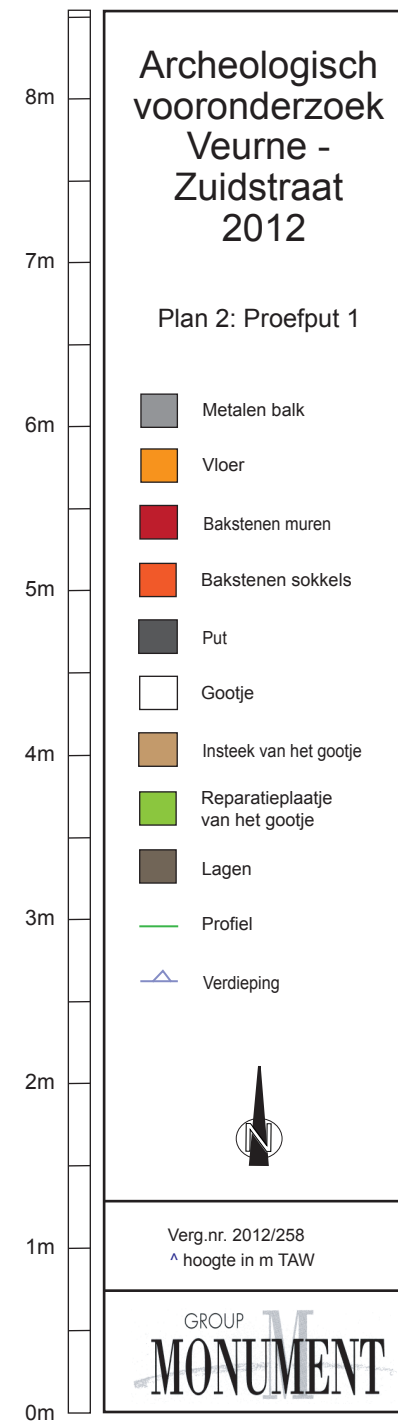 Archeologisch
vooronderzoek
Veurne -
Zuidstraat
2012
Plan 2: Proefput 1
Metalen balk
Vloer
Bakstenen muren
Bakstenen sokkels
Put
Gootje
Insteek van het gootje
Reparatieplaatje
van het gootje
Lagen
Profiel
Verdieping
N
Verg.nr. 2012/258
^ hoogte in m TAW
GROUP M
MONUMENT
8m
7m
6m
5m
4m
3m
2m
1m
0m